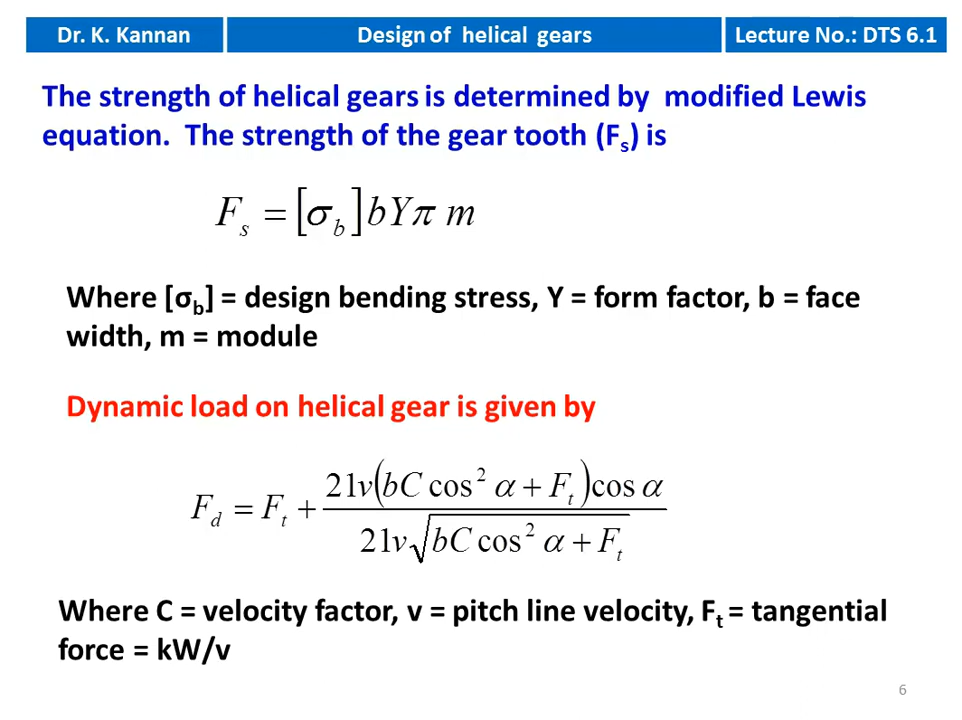 Dr. K. Kannan Design of helical gears Lecture No.: DTS 6.1
The strength of helical gears is determined by modified Lewis
equation. The strength of the gear tooth (Fs) is
Fs = [σb] bYπ m
Where [σb] = design bending stress, Y = form factor, b = face
width, m = module
Dynamic load on helical gear is given by
Fd = Ft + 21v(bC cos² α + Ft)cos α / 21v√(bC cos² α + Ft)
Where C = velocity factor, v = pitch line velocity, Ft = tangential
force = kW/v
6